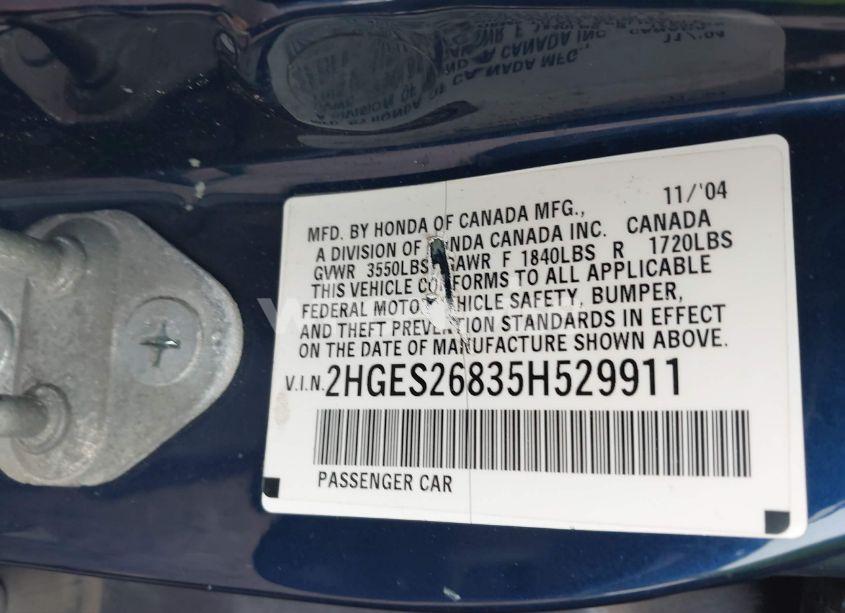 11/'04
MFD. BY HONDA OF CANADA MFG.,
A DIVISION OF HONDA CANADA INC. CANADA
GVWR 3550LBS GAWR F 1840LBS R 1720LBS
THIS VEHICLE CONFORMS TO ALL APPLICABLE
FEDERAL MOTOR VEHICLE SAFETY, BUMPER,
AND THEFT PREVENTION STANDARDS IN EFFECT
ON THE DATE OF MANUFACTURE SHOWN ABOVE.
V.I.N. 2HGES26835H529911
PASSENGER CAR